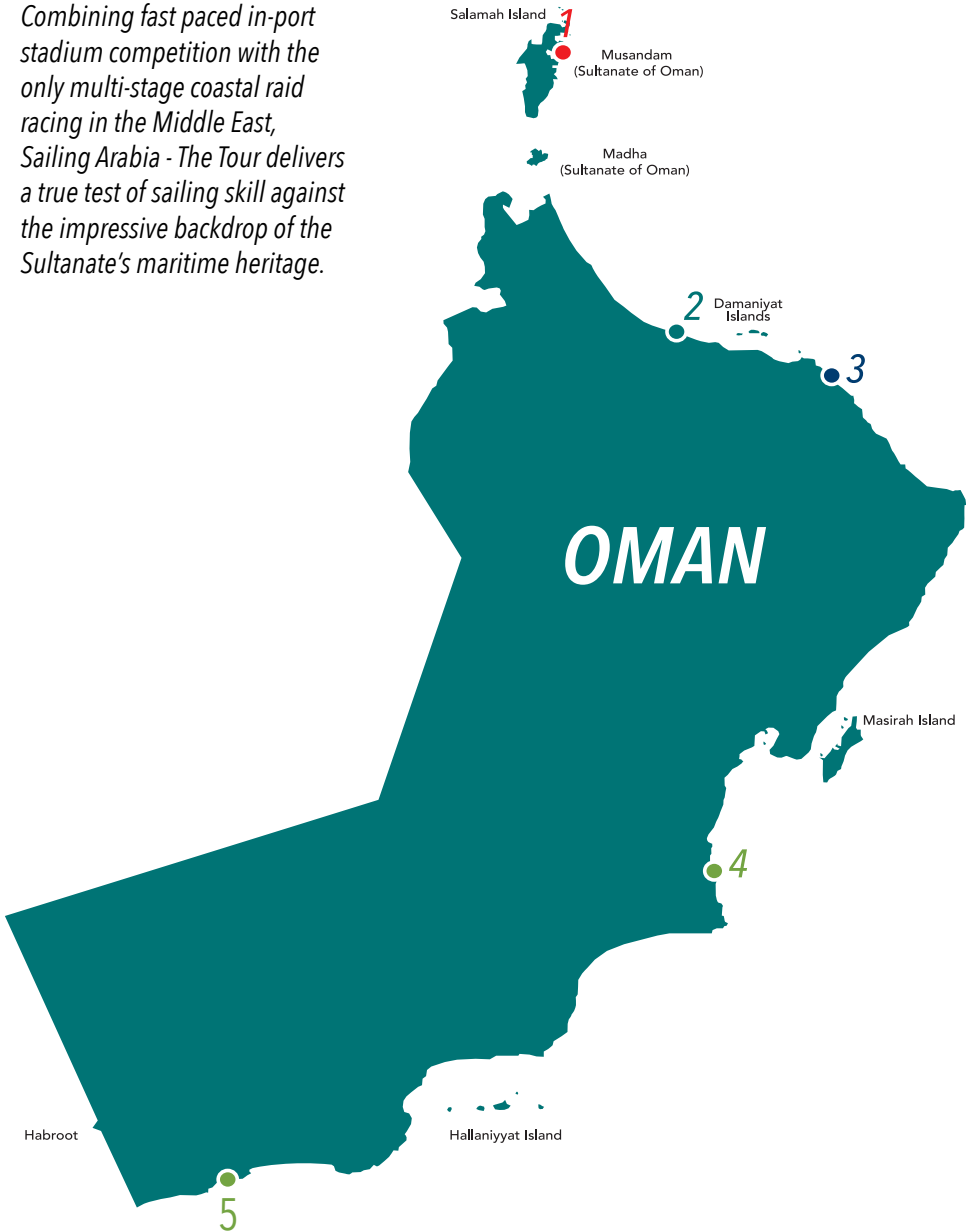 Combining fast paced in-port
stadium competition with the
only multi-stage coastal raid
racing in the Middle East,
Sailing Arabia - The Tour delivers
a true test of sailing skill against
the impressive backdrop of the
Sultanate's maritime heritage.
Salamah Island
1
Musandam
(Sultanate of Oman)
Madha
(Sultanate of Oman)
2
Damaniyat
Islands
3
OMAN
Masirah Island
4
Habroot
Hallaniyyat Island
5